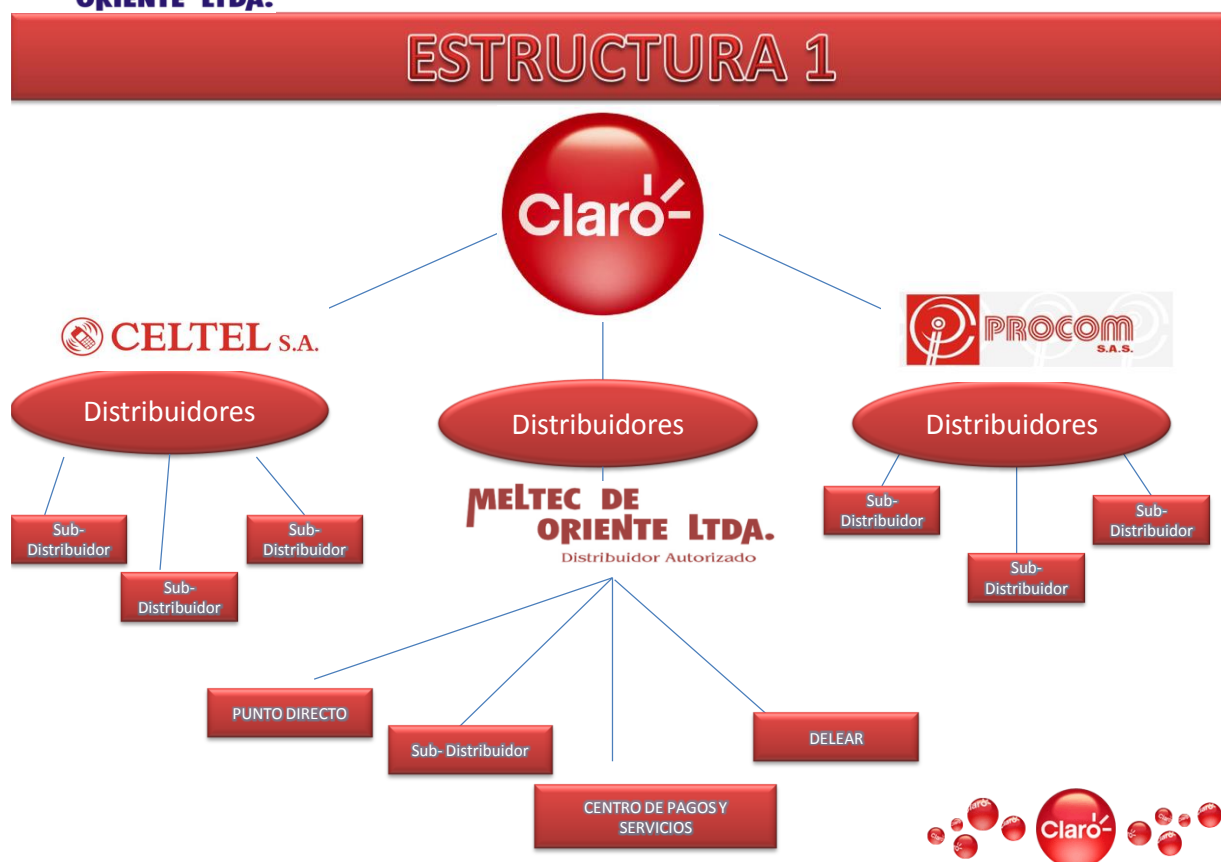 ORIENTE LTDA.
ESTRUCTURA 1
Claro
CELTEL S.A.
PROCOM
S.A.S.
Distribuidores
Distribuidores
Distribuidores
Sub-
Distribuidor
Sub-
Distribuidor
Sub-
Distribuidor
MELTEC DE
ORIENTE LTDA.
Distribuidor Autorizado
Sub-
Distribuidor
Sub-
Distribuidor
Sub-
Distribuidor
PUNTO DIRECTO
Sub- Distribuidor
DELEAR
CENTRO DE PAGOS Y
SERVICIOS
Claro